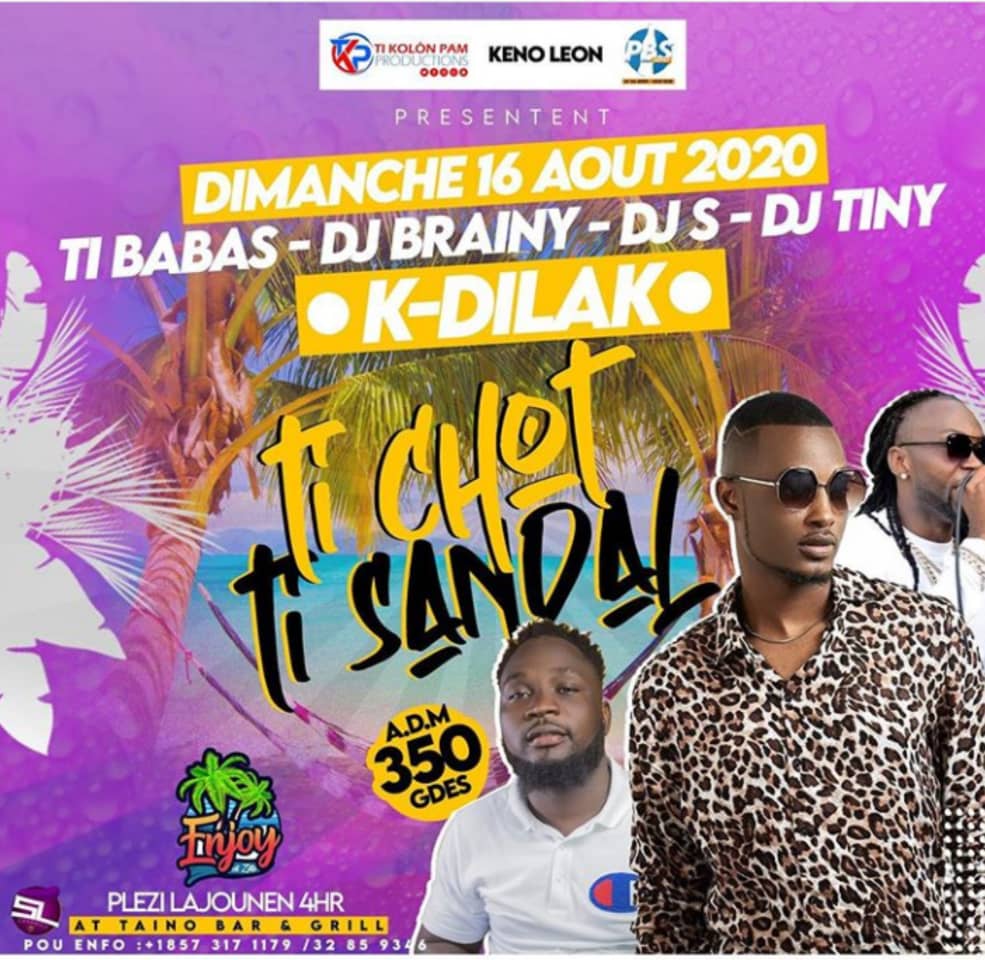 TKP TI KOLÒN PAM
PRODUCTIONS
KENO LEON
PBS
PRESENTENT
DIMANCHE 16 AOUT 2020
TI BABAS - DJ BRAINY - DJ S - DJ TINY
• K-DILAK •
TI CHOT
TI SANDAL
A.D.M
350
GDES
Enjoy
SL
PLEZI LAJOUNEN 4HR
AT TAINO BAR & GRILL
POU ENFO :+1857 317 1179 /32 85 9346